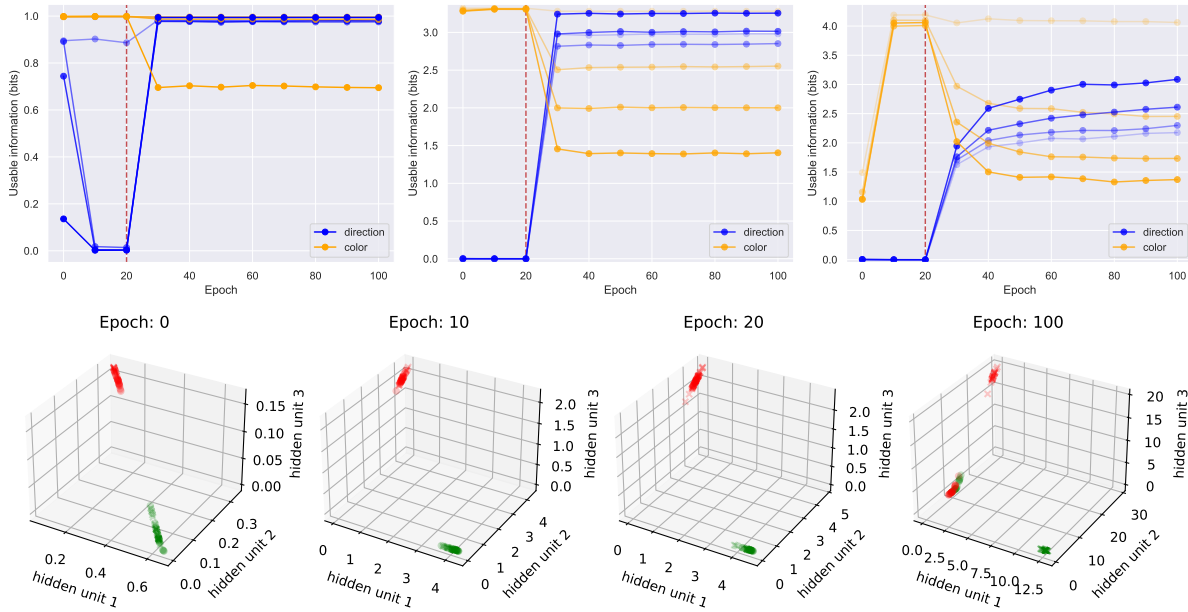 1.0
0.8
0.6
0.4
0.2
0.0
Usable information (bits)
direction
color
0 20 40 60 80 100
Epoch
3.0
2.5
2.0
1.5
1.0
0.5
0.0
Usable information (bits)
direction
color
0 20 40 60 80 100
Epoch
4.0
3.5
3.0
2.5
2.0
1.5
1.0
0.5
0.0
Usable information (bits)
direction
color
0 20 40 60 80 100
Epoch
Epoch: 0
0.15
0.10
0.05
0.00
hidden unit 3
0.3
0.2
0.1
0.0
hidden unit 2
0.2 0.4 0.6
hidden unit 1
Epoch: 10
2.0
1.5
1.0
0.5
0.0
hidden unit 3
4
3
2
1
0
hidden unit 2
0 1 2 3 4
hidden unit 1
Epoch: 20
2.0
1.5
1.0
0.5
0.0
hidden unit 3
5
4
3
2
1
0
hidden unit 2
0 1 2 3 4
hidden unit 1
Epoch: 100
20
15
10
5
0
hidden unit 3
30
20
10
0
hidden unit 2
0.0 2.5 5.0 7.5 10.0 12.5
hidden unit 1